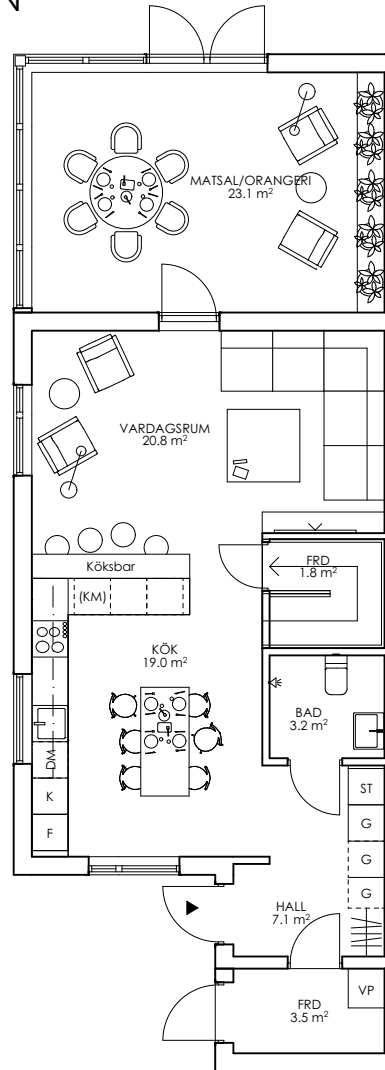 N
MATSAL/ORANGERI
23.1 m²
VARDAGSRUM
20.8 m²
Köksbar
(KM)
FRD
1.8 m²
KÖK
19.0 m²
BAD
3.2 m²
DM
K
F
ST
G
G
G
HALL
7.1 m²
FRD
3.5 m²
VP